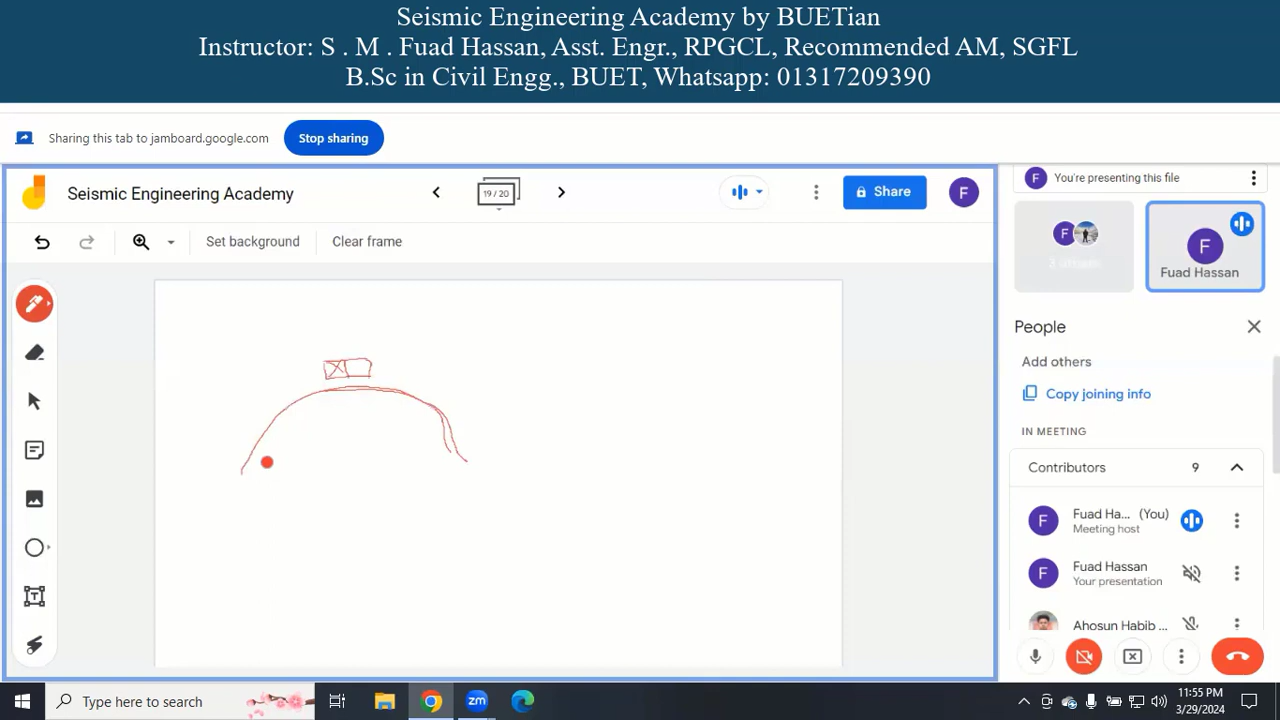 Seismic Engineering Academy by BUETian
Instructor: S . M . Fuad Hassan, Asst. Engr., RPGCL, Recommended AM, SGFL
B.Sc in Civil Engg., BUET, Whatsapp: 01317209390
Sharing this tab to jamboard.google.com
Stop sharing
F You're presenting this file
Seismic Engineering Academy
19 / 20
Share
F
F
3 others
F
Fuad Hassan
Set background
Clear frame
People
Add others
Copy joining info
IN MEETING
Contributors 9
F Fuad Ha... (You)
Meeting host
F Fuad Hassan
Your presentation
Ahosun Habib ...
T
Type here to search
zm
11:55 PM
3/29/2024